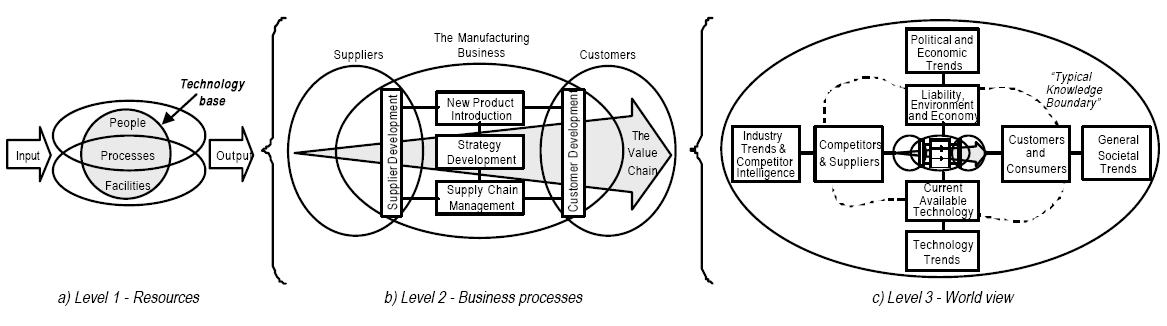 Technology
base
People
Input
Processes
Output
Facilities
a) Level 1 - Resources
The Manufacturing
Business
Suppliers
Customers
Supplier Development
New Product
Introduction
Strategy
Development
Supply Chain
Management
Customer Development
The
Value
Chain
b) Level 2 - Business processes
Political and
Economic
Trends
"Typical
Knowledge
Boundary"
Liability,
Environment
and Economy
Industry
Trends &
Competitor
Intelligence
Competitors
& Suppliers
Customers
and
Consumers
General
Societal
Trends
Current
Available
Technology
Technology
Trends
c) Level 3 - World view